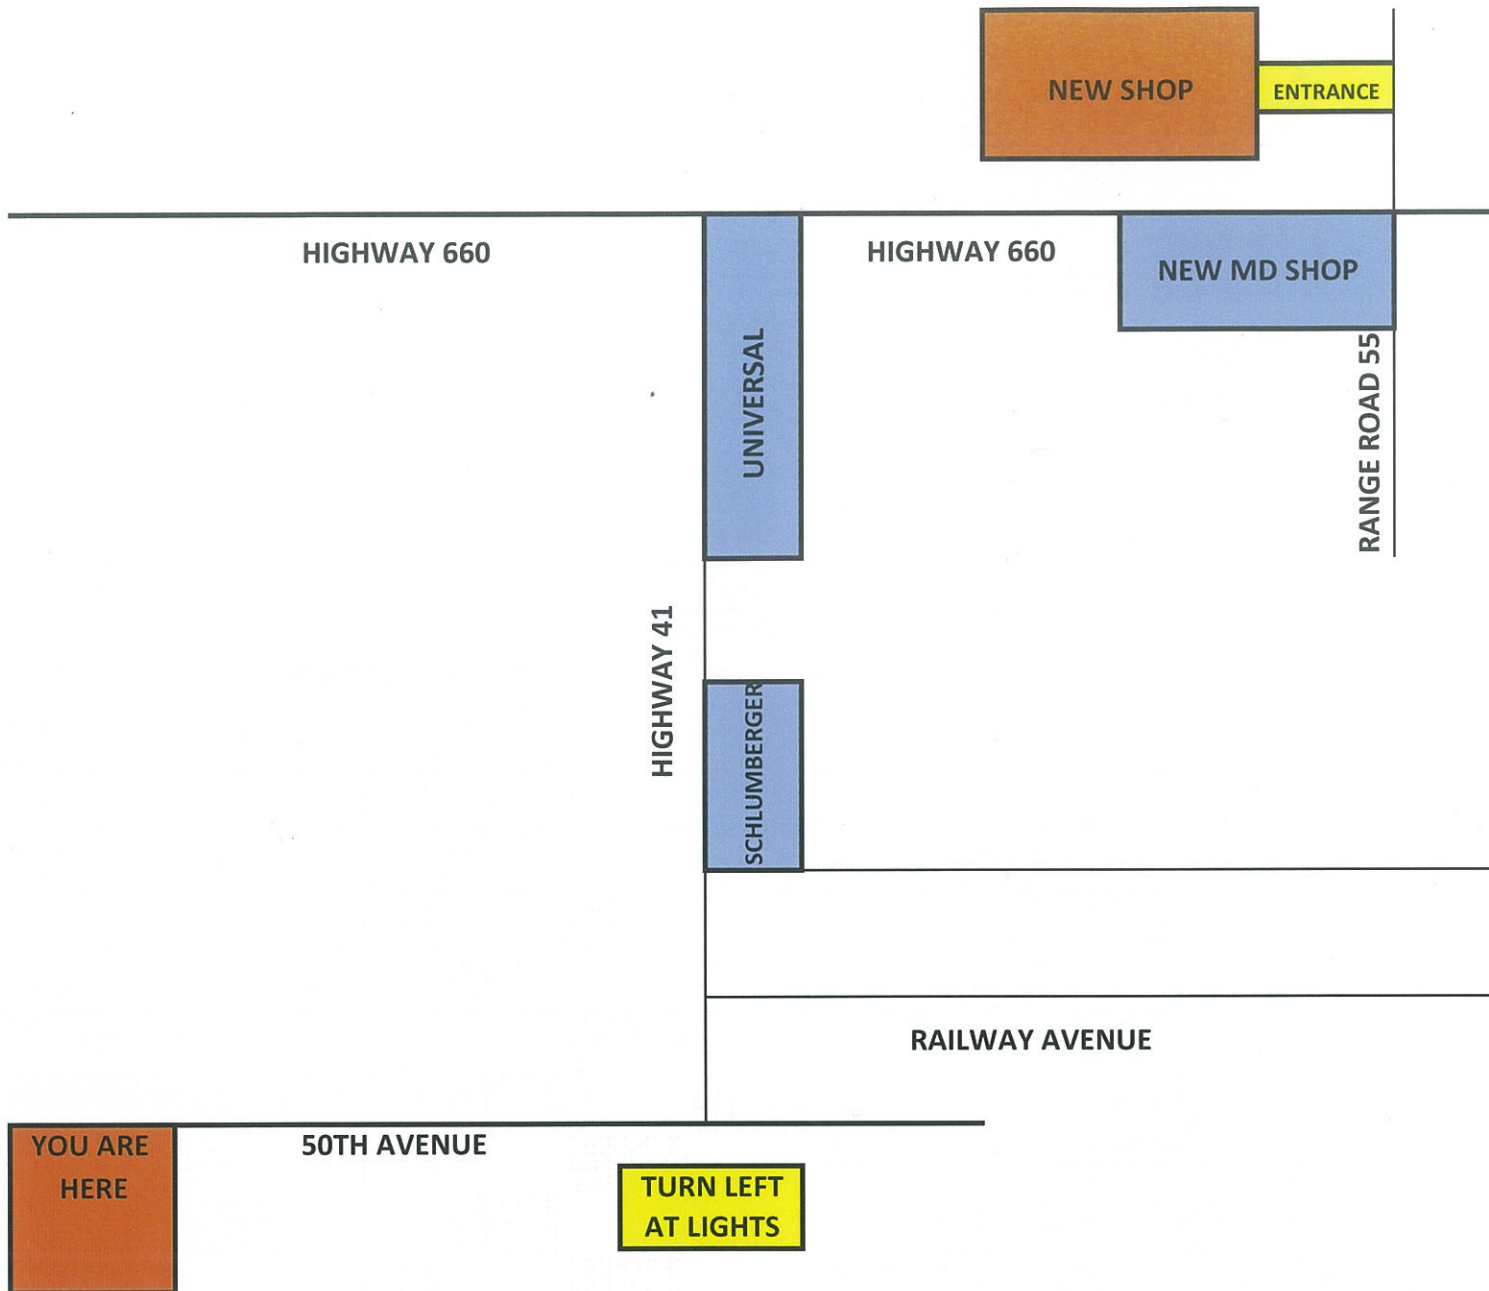 NEW SHOP
ENTRANCE
HIGHWAY 660
HIGHWAY 660
NEW MD SHOP
UNIVERSAL
RANGE ROAD 55
HIGHWAY 41
SCHLUMBERGER
RAILWAY AVENUE
YOU ARE
HERE
50TH AVENUE
TURN LEFT
AT LIGHTS